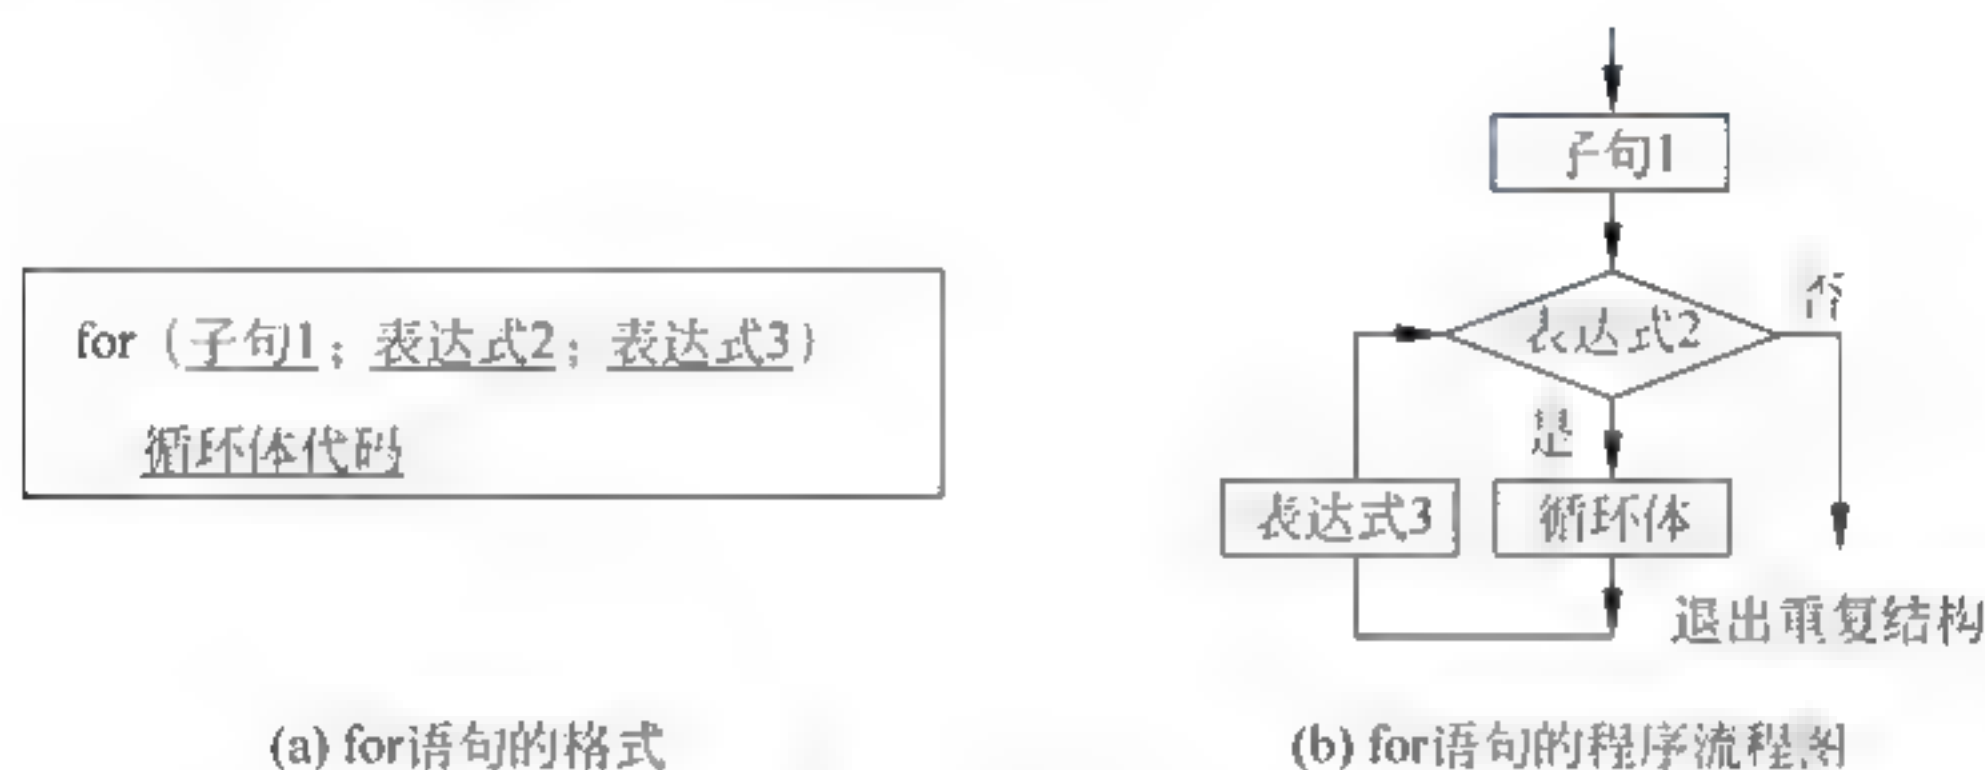 for（子句1；表达式2；表达式3）
循环体代码
(a) for语句的格式
子句1
表达式2
否
是
表达式3
循环体
退出重复结构
(b) for语句的程序流程图